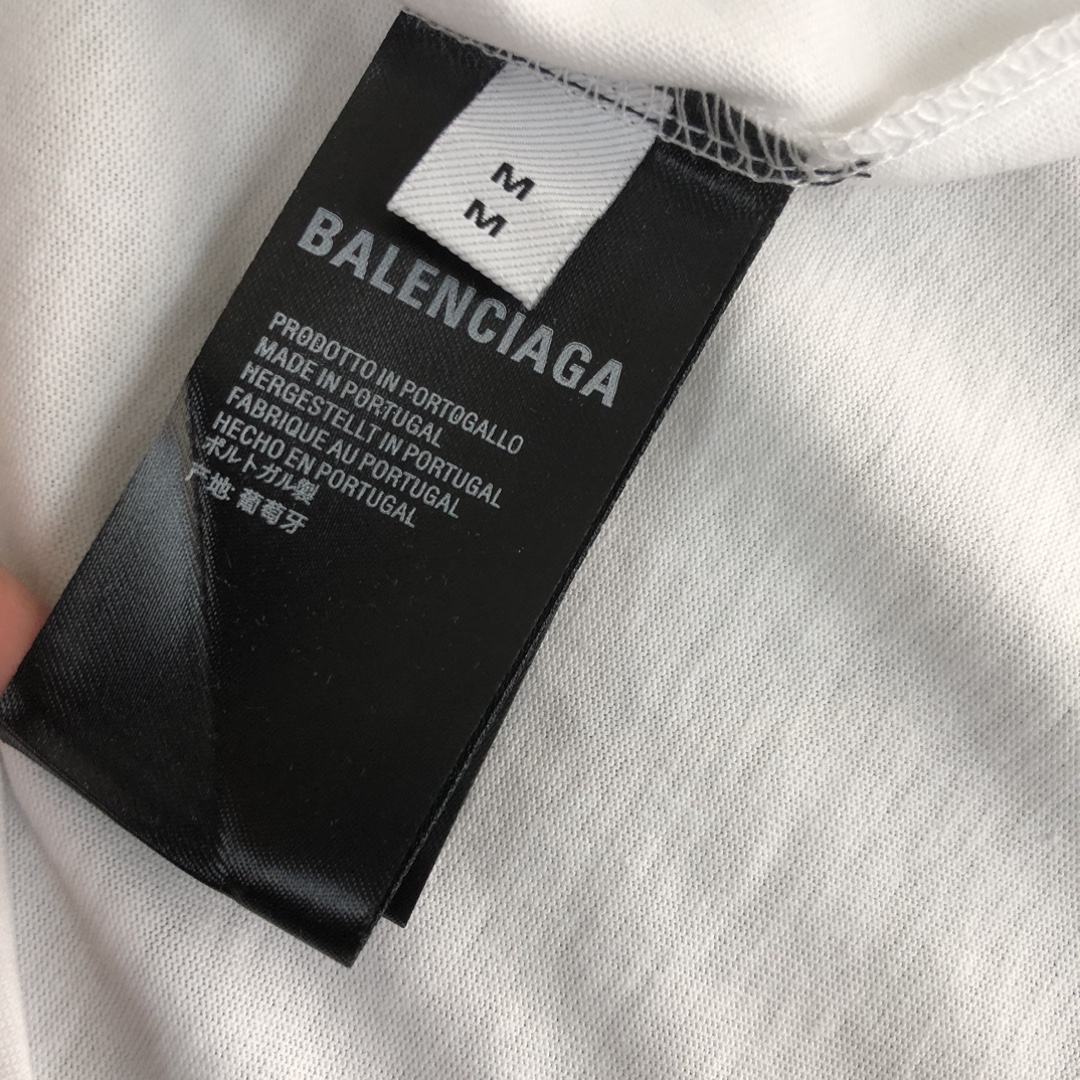 M
M
BALENCIAGA
PRODOTTO IN PORTOGALLO
MADE IN PORTUGAL
HERGESTELLT IN PORTUGAL
FABRIQUE AU PORTUGAL
HECHO EN PORTUGAL
ポルトガル製
产地: 葡萄牙